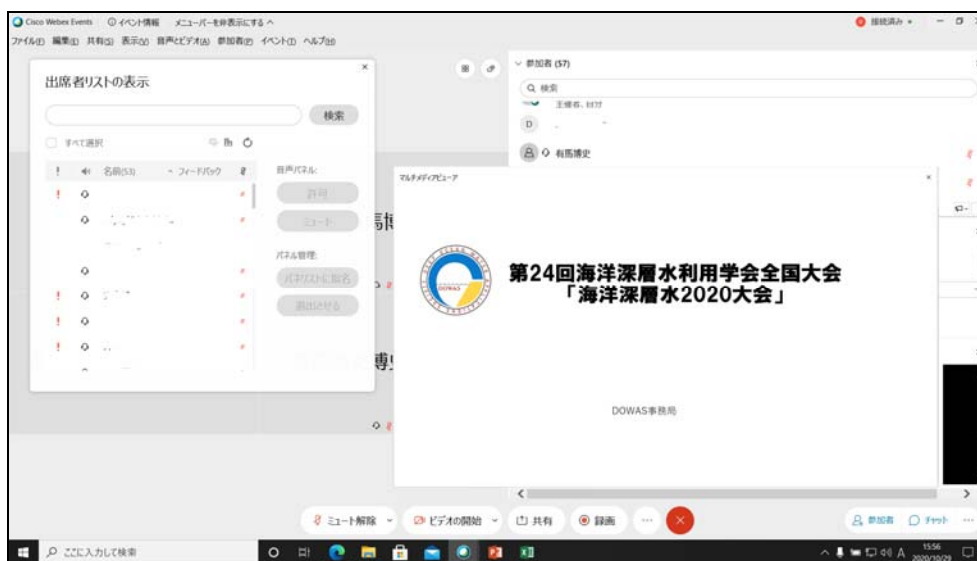 Cisco Webex Events
イベント情報
メニューバーを非表示にする
接続済み
ファイル(F) 編集(E) 共有(S) 表示(V) 音声とビデオ(A) 参加者(P) イベント(I) ヘルプ(H)
出席者リストの表示
検索
すべて選択
名前(53)
フィードバック
音声パネル:
許可
ミュート
パネル管理:
パネリストに指名
退出させる
参加者 (57)
検索
主催者、自分
D
有馬博史
マルチメディアビューア
DOWAS
第24回海洋深層水利用学会全国大会
「海洋深層水2020大会」
DOWAS事務局
ミュート解除
ビデオの開始
共有
録画
参加者
チャット
ここに入力して検索
A
15:56
2020/10/29